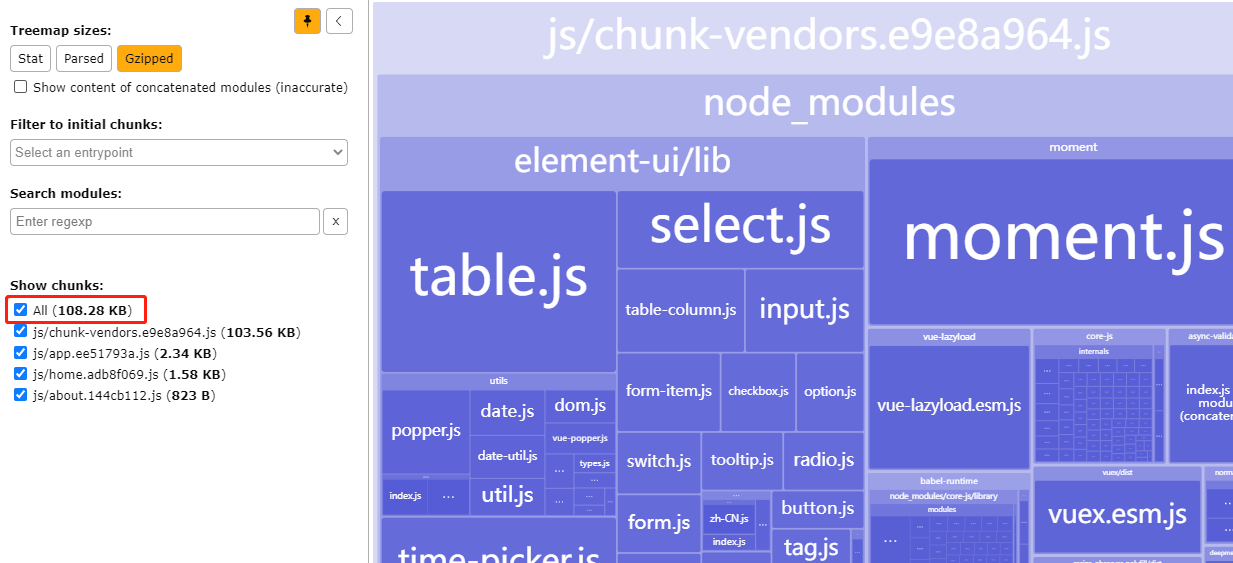 Treemap sizes:
Stat
Parsed
Gzipped
Show content of concatenated modules (inaccurate)
Filter to initial chunks:
Select an entrypoint
Search modules:
Enter regexp
x
Show chunks:
All (108.28 KB)
js/chunk-vendors.e9e8a964.js (103.56 KB)
js/app.ee51793a.js (2.34 KB)
js/home.adb8f069.js (1.58 KB)
js/about.144cb112.js (823 B)
js/chunk-vendors.e9e8a964.js
node_modules
element-ui/lib
table.js
select.js
table-column.js
input.js
form-item.js
checkbox.js
option.js
switch.js
tooltip.js
radio.js
form.js
zh-CN.js
index.js
button.js
tag.js
utils
popper.js
date.js
dom.js
date-util.js
vue-popper.js
types.js
util.js
index.js
time-picker.js
moment
moment.js
vue-lazyload
vue-lazyload.esm.js
core-js
internals
async-valida
index.js
modu
(concaten
babel-runtime
node_modules/core-js/library
modules
vuex/dist
vuex.esm.js
norm
deepme